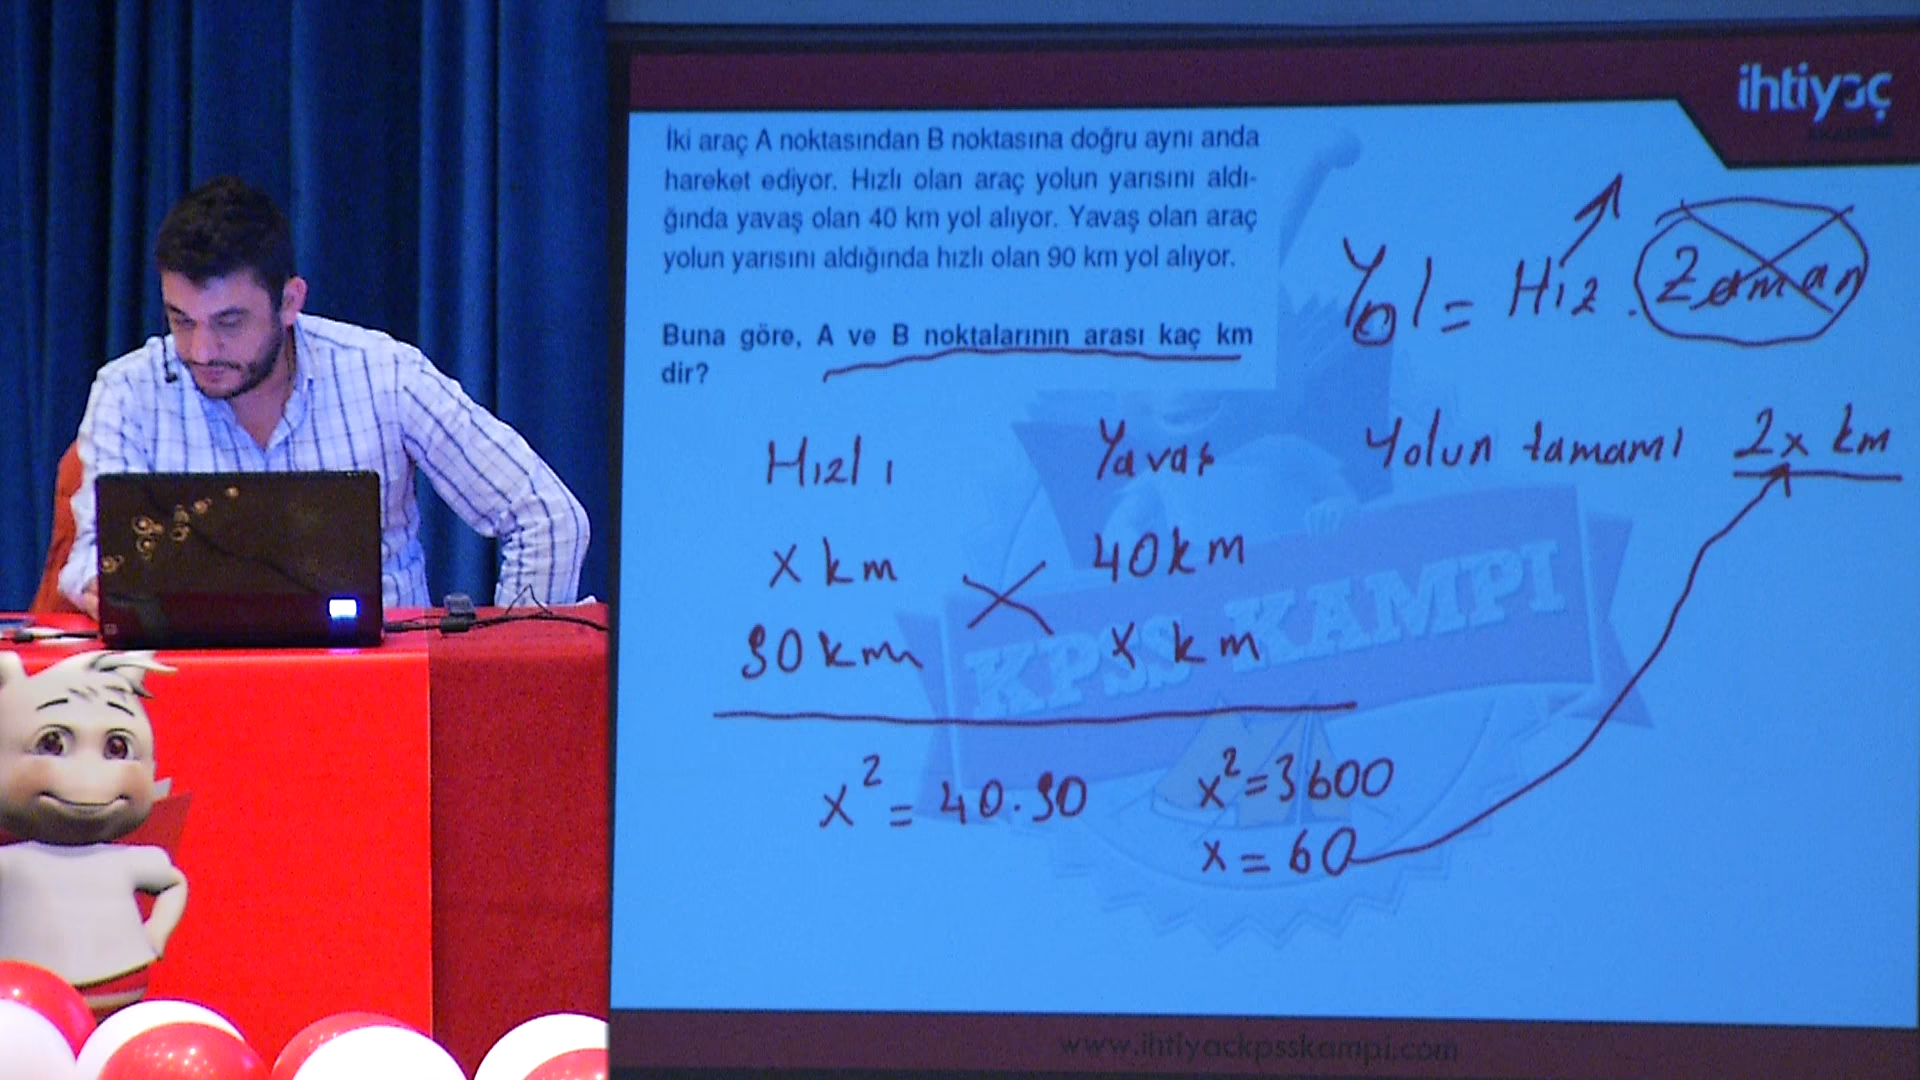 ihtiyaç
AKADEMİ
İki araç A noktasından B noktasına doğru aynı anda
hareket ediyor. Hızlı olan araç yolun yarısını aldı-
ğında yavaş olan 40 km yol alıyor. Yavaş olan araç
yolun yarısını aldığında hızlı olan 90 km yol alıyor.
Buna göre, A ve B noktalarının arası kaç km
dir?
Yol = Hız . Zaman
Hızlı Yavaş Yolun tamamı 2x km
x km 40 km
90 km x km
x² = 40.90 x² = 3600
x = 60
KPSS KAMPI
www.ihtiyackpsskampi.com